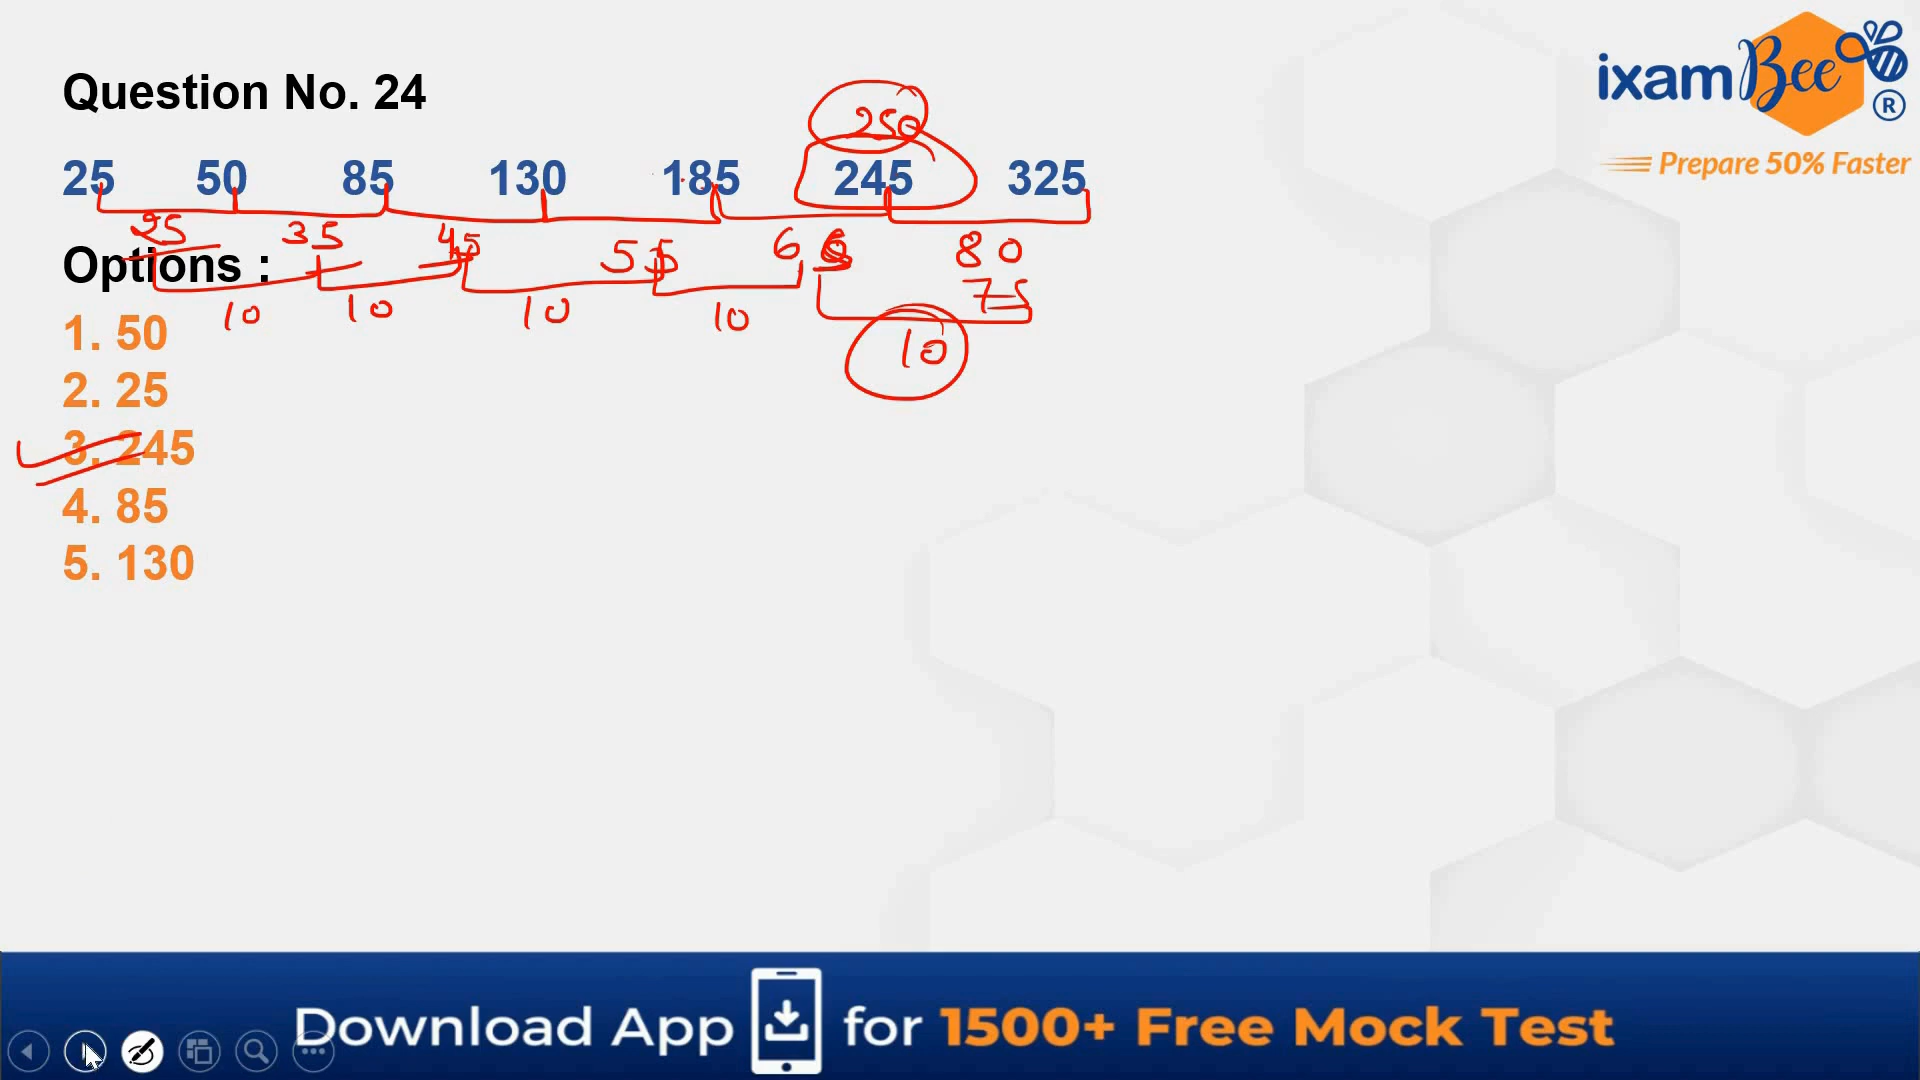 ixamBee®
Prepare 50% Faster
Question No. 24
250
25 50 85 130 185 245 325
25 35 45 55 80
75
Options :
10 10 10 10
10
1. 50
2. 25
3. 245
4. 85
5. 130
Download App for 1500+ Free Mock Test